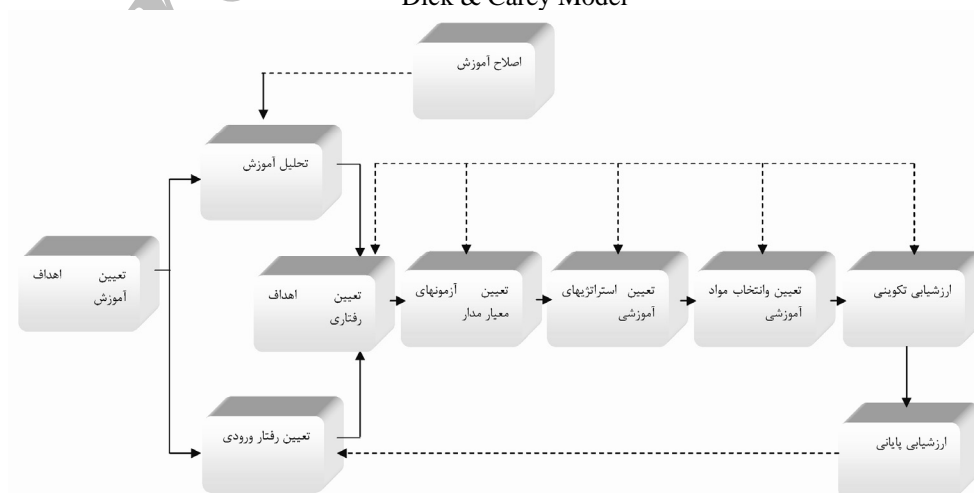 Dick & Carey Model
اصلاح آموزش
تحلیل آموزش
تعیین اهداف
آموزش
تعیین اهداف
رفتاری
تعیین آزمونهای
معیار مدار
تعیین استراتژیهای
آموزشی
تعیین وانتخاب مواد
آموزشی
ارزشیابی تکوینی
تعیین رفتار ورودی
ارزشیابی پایانی